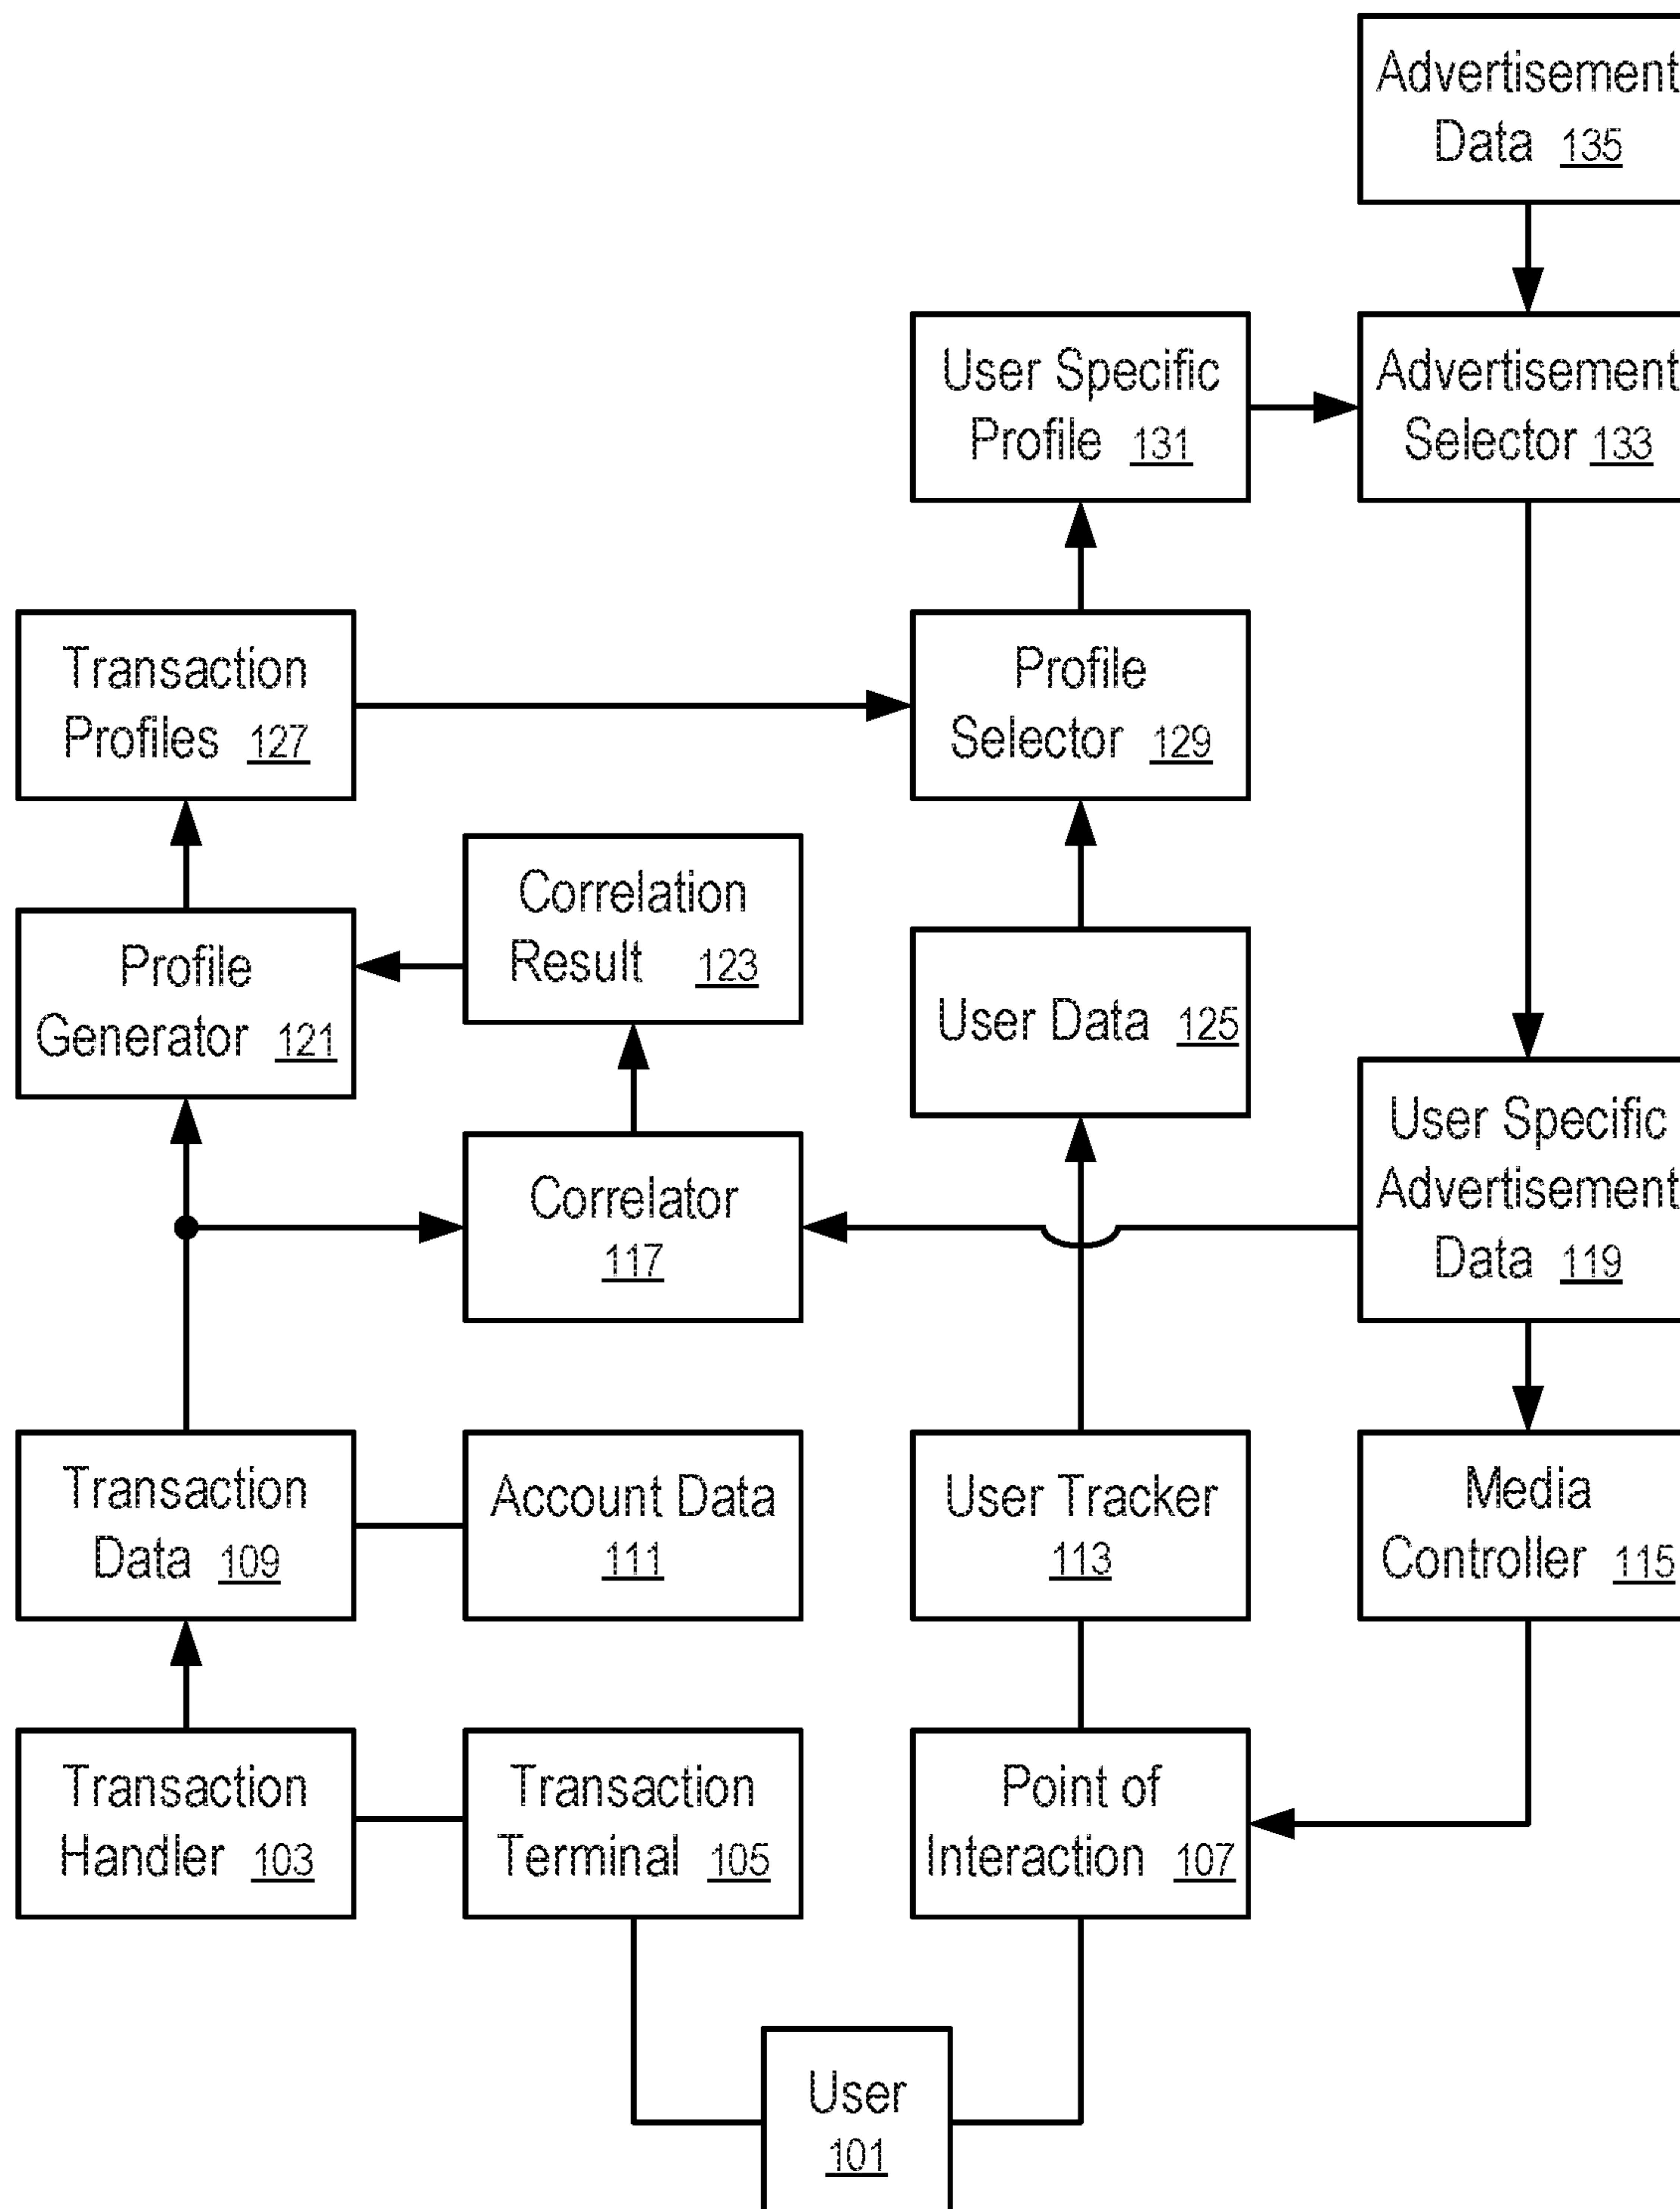 Advertisement
Data 135
User Specific
Profile 131
Advertisement
Selector 133
Transaction
Profiles 127
Profile
Selector 129
Correlation
Result 123
Profile
Generator 121
User Data 125
User Specific
Advertisement
Data 119
Correlator
117
Transaction
Data 109
Account Data
111
User Tracker
113
Media
Controller 115
Transaction
Handler 103
Transaction
Terminal 105
Point of
Interaction 107
User
101